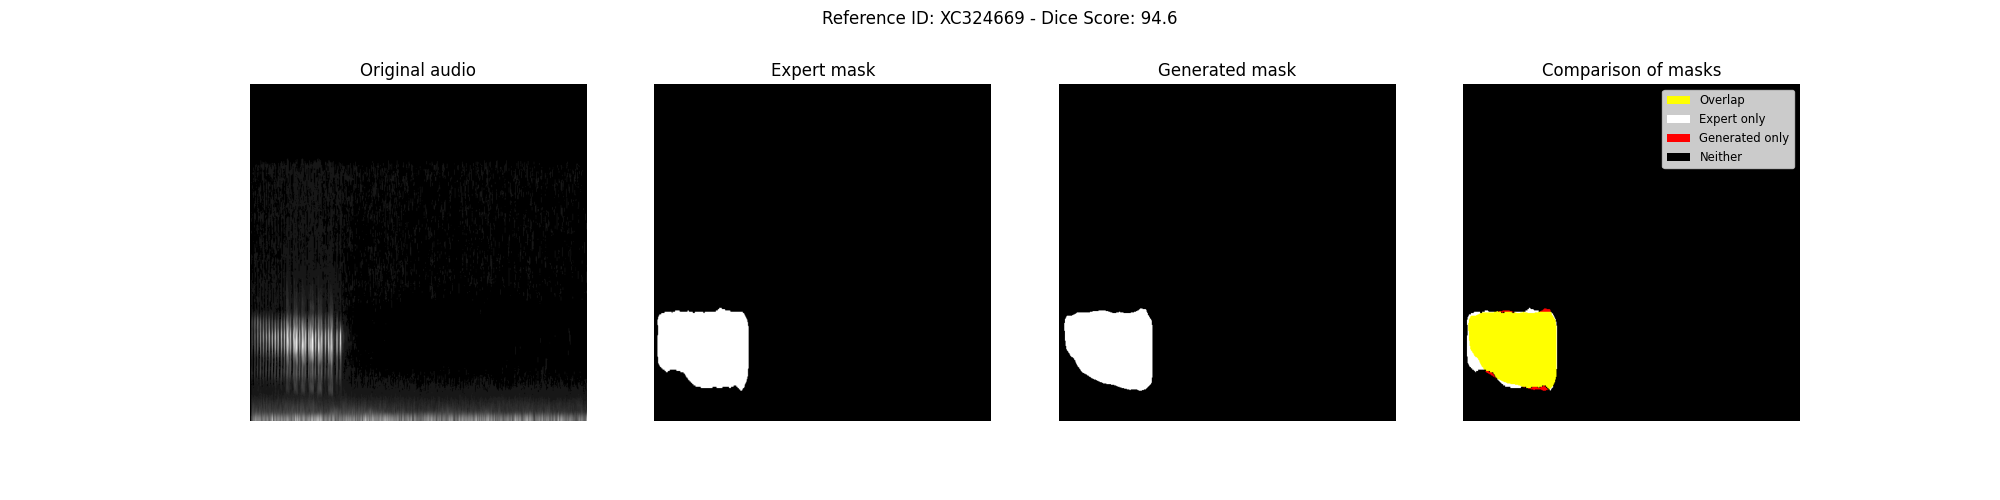 Reference ID: XC324669 - Dice Score: 94.6
Original audio
Expert mask
Generated mask
Comparison of masks
Overlap
Expert only
Generated only
Neither